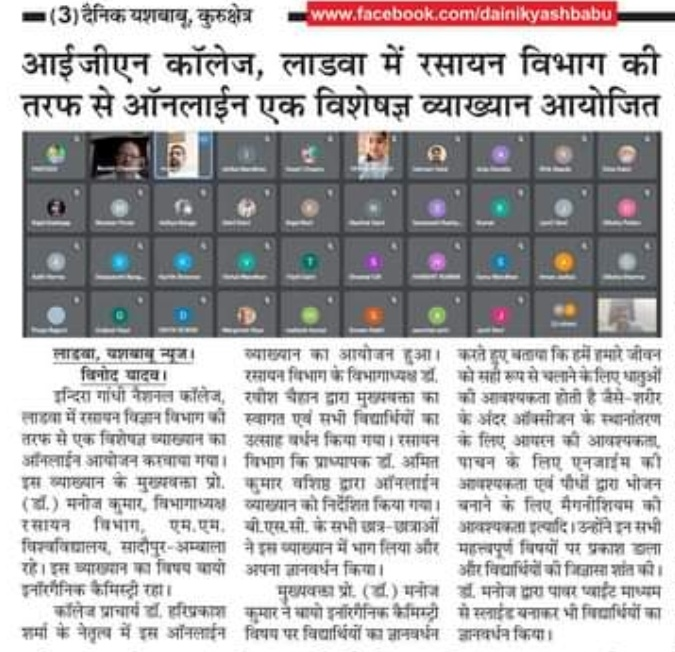 (3) दैनिक यशबाबू, कुरुक्षेत्र
www.facebook.com/dainikyashbabu
आईजीएन कॉलेज, लाडवा में रसायन विभाग की
तरफ से ऑनलाईन एक विशेषज्ञ व्याख्यान आयोजित
लाडवा, यशबाबू न्यूज।
विनोद यादव।
इन्दिरा गांधी नैशनल कॉलेज,
लाडवा में रसायन विज्ञान विभाग की
तरफ से एक विशेषज्ञ व्याख्यान का
ऑनलाईन आयोजन करवाया गया।
इस व्याख्यान के मुख्यवक्ता प्रो.
(डॉ.) मनोज कुमार, विभागाध्यक्ष
रसायन विभाग, एम.एम.
विश्वविद्यालय, सादौपुर-अम्बाला
रहे। इस व्याख्यान का विषय बायो
इनॉरगैनिक कैमिस्ट्री रहा।
कॉलेज प्राचार्य डॉ. हरिप्रकाश
शर्मा के नेतृत्व में इस ऑनलाईन
व्याख्यान का आयोजन हुआ।
रसायन विभाग के विभागाध्यक्ष डॉ.
रवीश चैहान द्वारा मुख्यवक्ता का
स्वागत एवं सभी विद्यार्थियों का
उत्साह वर्धन किया गया। रसायन
विभाग कि प्राध्यापक डॉ. अमित
कुमार वशिष्ठ द्वारा ऑनलाईन
व्याख्यान को निर्देशित किया गया।
बी.एस.सी. के सभी छात्र-छात्राओं
ने इस व्याख्यान में भाग लिया और
अपना ज्ञानवर्धन किया।
मुख्यवक्ता प्रो. (डॉ.) मनोज
कुमार ने बायो इनॉरगैनिक कैमिस्ट्री
विषय पर विद्यार्थियों का ज्ञानवर्धन
करते हुए बताया कि हमें हमारे जीवन
को सही रूप से चलाने के लिए धातुओं
की आवश्यकता होती है जैसे-शरीर
के अंदर ऑक्सीजन के स्थानांतरण
के लिए आयरन की आवश्यकता,
पाचन के लिए एनजाईम की
आवश्यकता एवं पौधों द्वारा भोजन
बनाने के लिए मैगनीशियम की
आवश्यकता इत्यादि। उन्होंने इन सभी
महत्त्वपूर्ण विषयों पर प्रकाश डाला
और विद्यार्थियों की जिज्ञासा शांत की।
डॉ. मनोज द्वारा पावर प्वाईंट माध्यम
से स्लाईड बनाकर भी विद्यार्थियों का
ज्ञानवर्धन किया।